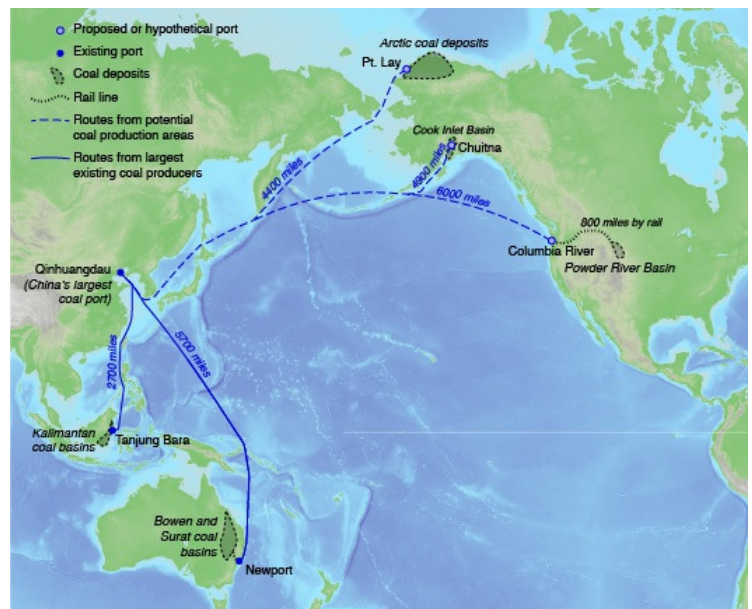 Proposed or hypothetical port
Existing port
Coal deposits
Rail line
Routes from potential
coal production areas
Routes from largest
existing coal producers
Arctic coal deposits
Pt. Lay
Cook Inlet Basin
Chuitna
4400 miles
4900 miles
6000 miles
800 miles by rail
Columbia River
Powder River Basin
Qinhuangdau
(China's largest
coal port)
5700 miles
2700 miles
Kalimantan
coal basins
Tanjung Bara
Bowen and
Surat coal
basins
Newport